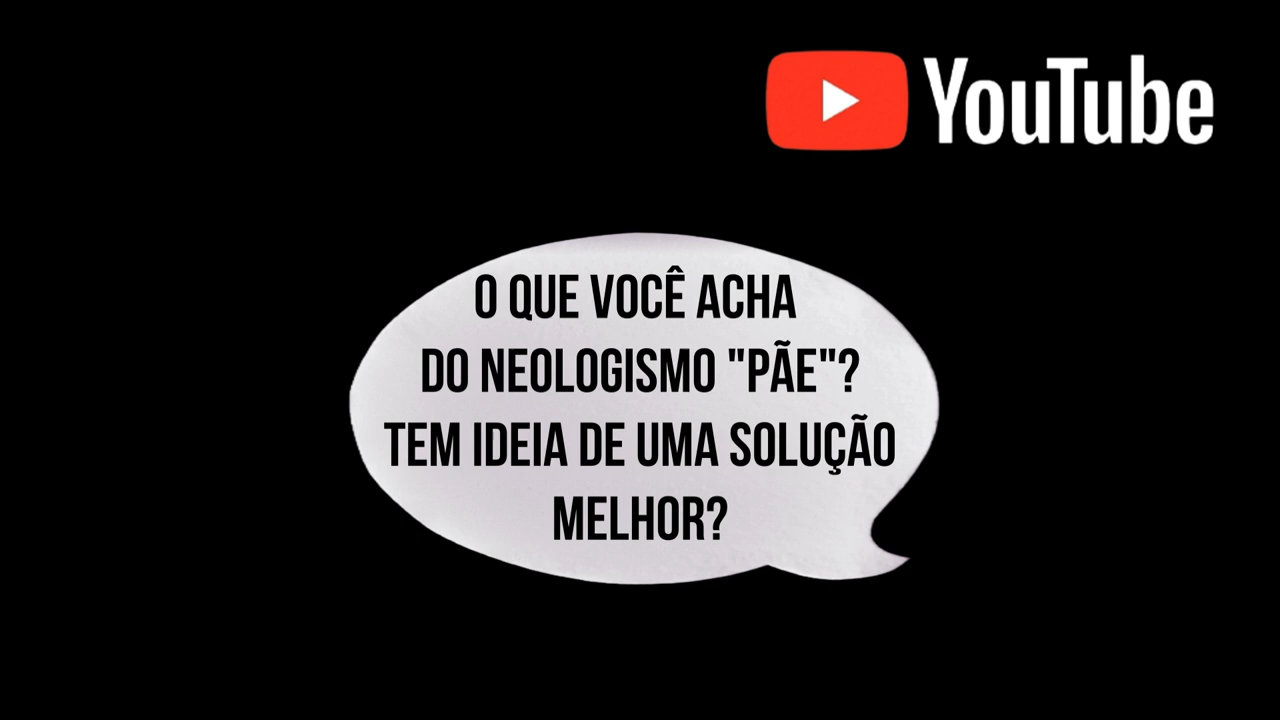 YouTube
O QUE VOCÊ ACHA
DO NEOLOGISMO "PÃE"?
TEM IDEIA DE UMA SOLUÇÃO
MELHOR?